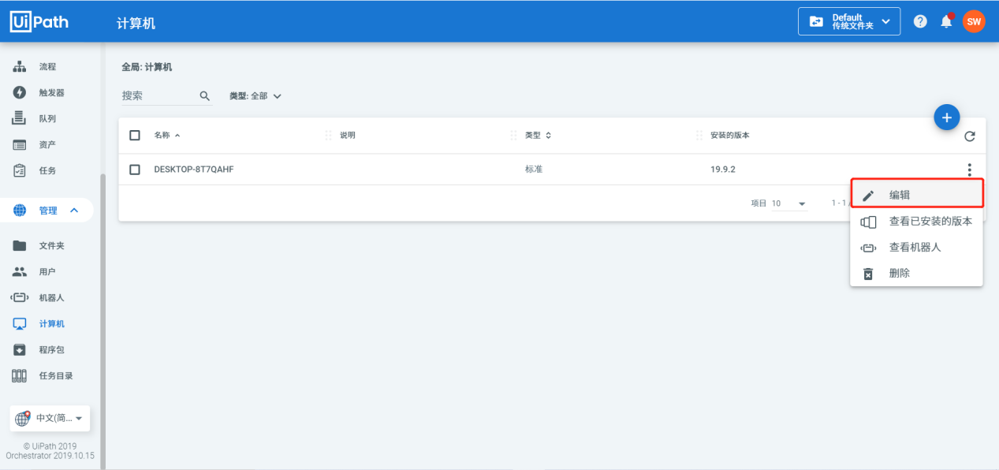 UiPath
计算机
Default
传统文件夹
SW
流程
触发器
队列
资产
任务
管理
文件夹
用户
机器人
计算机
程序包
任务目录
中文(简...
© UiPath 2019
Orchestrator 2019.10.15
全局: 计算机
搜索
类型: 全部
名称 说明 类型 安装的版本
DESKTOP-8T7QAHF 标准 19.9.2
项目 10 1 - 1 /
编辑
查看已安装的版本
查看机器人
删除